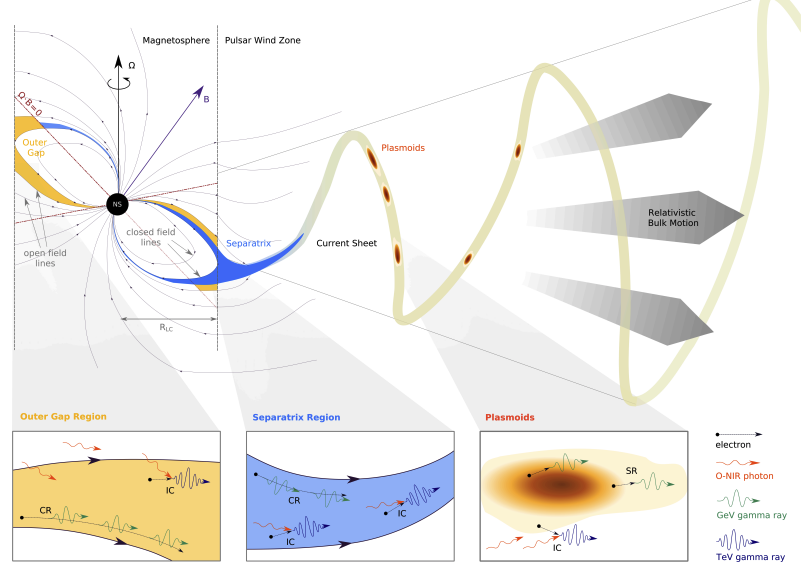 Magnetosphere
Pulsar Wind Zone
Ω
B
Ω·B=0
Outer
Gap
Plasmoids
NS
Relativistic
Bulk Motion
closed field
lines
Separatrix
Current Sheet
open field
lines
R_LC
Outer Gap Region
Separatrix Region
Plasmoids
IC
CR
CR
IC
IC
SR
IC
electron
O-NIR photon
GeV gamma ray
TeV gamma ray